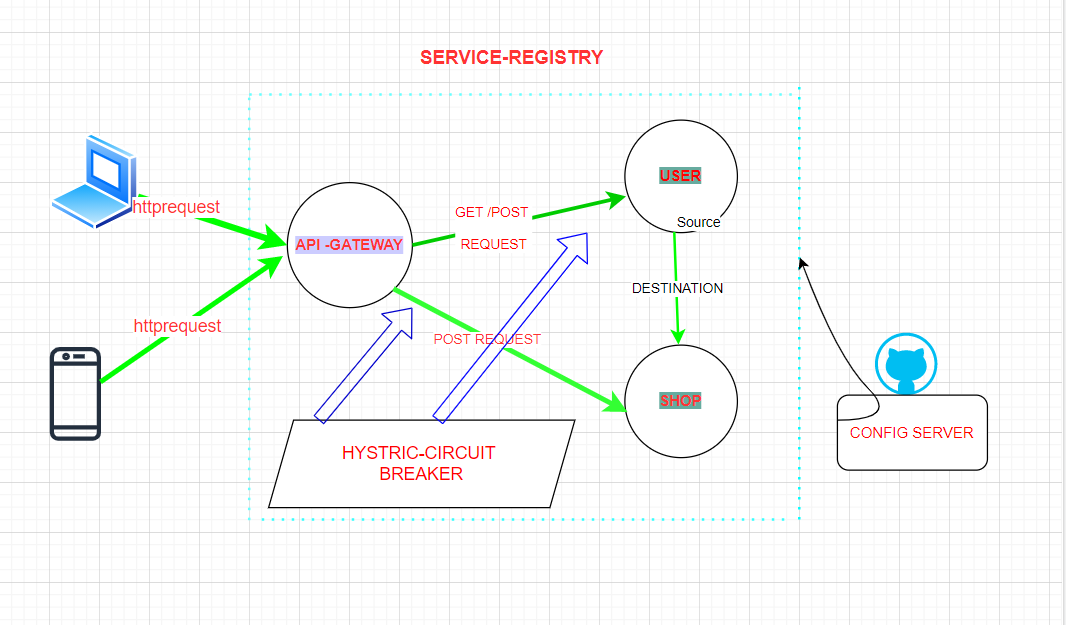 SERVICE-REGISTRY
USER
httprequest
GET /POST
Source
API -GATEWAY
REQUEST
DESTINATION
httprequest
POST REQUEST
SHOP
CONFIG SERVER
HYSTRIC-CIRCUIT
BREAKER